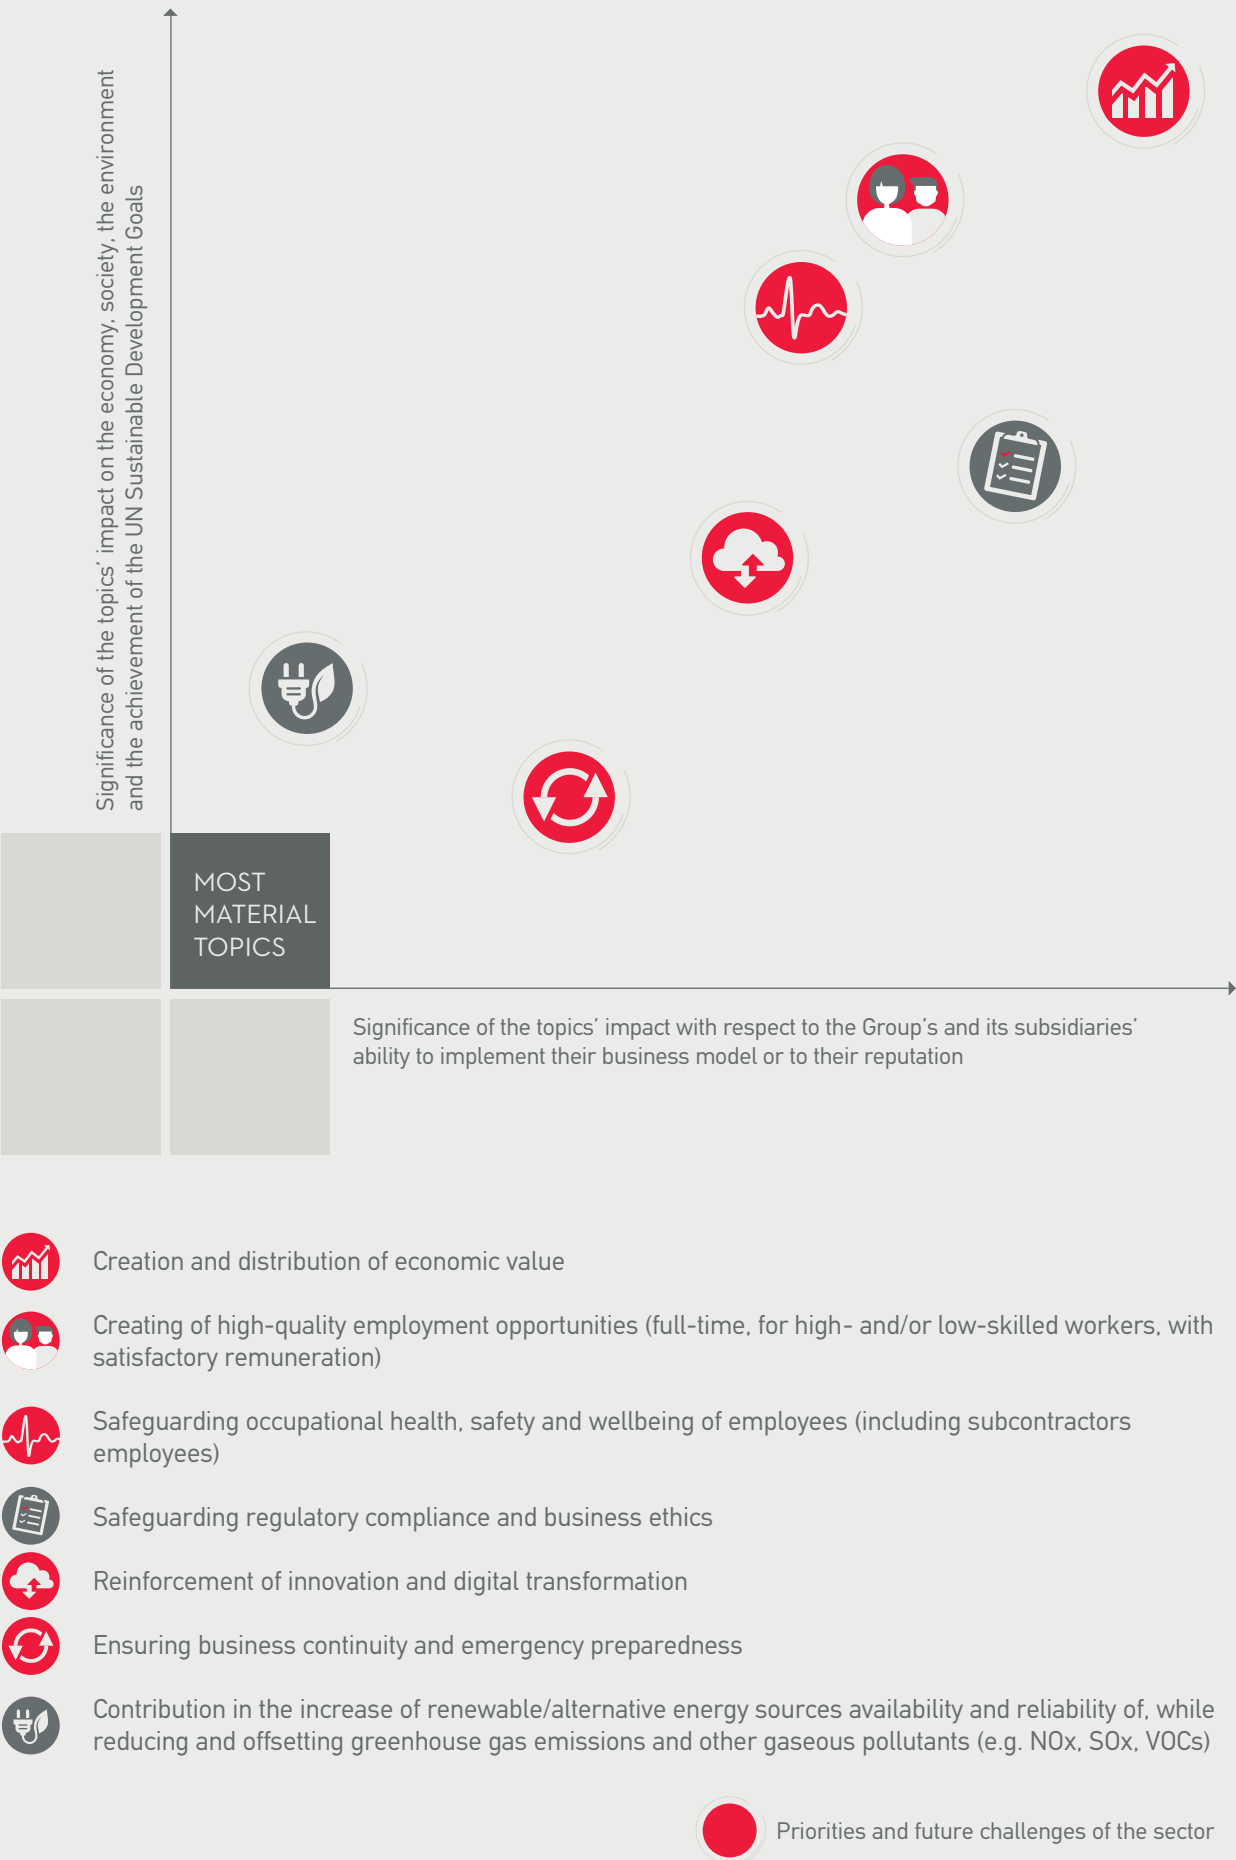 Significance of the topics’ impact on the economy, society, the environment
and the achievement of the UN Sustainable Development Goals
MOST
MATERIAL
TOPICS
Significance of the topics’ impact with respect to the Group’s and its subsidiaries’
ability to implement their business model or to their reputation
Creation and distribution of economic value
Creating of high-quality employment opportunities (full-time, for high- and/or low-skilled workers, with
satisfactory remuneration)
Safeguarding occupational health, safety and wellbeing of employees (including subcontractors
employees)
Safeguarding regulatory compliance and business ethics
Reinforcement of innovation and digital transformation
Ensuring business continuity and emergency preparedness
Contribution in the increase of renewable/alternative energy sources availability and reliability of, while
reducing and offsetting greenhouse gas emissions and other gaseous pollutants (e.g. NOx, SOx, VOCs)
Priorities and future challenges of the sector